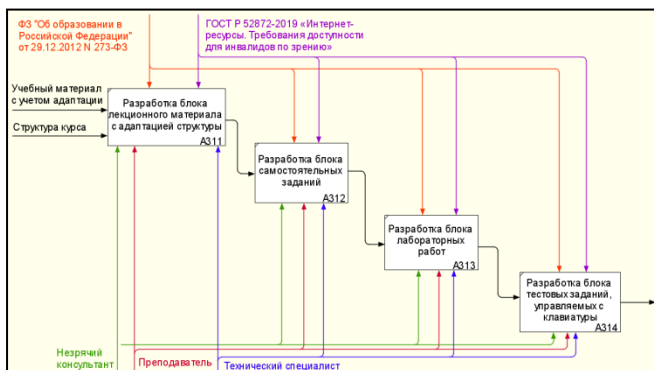 ФЗ "Об образовании в
Российской Федерации"
от 29.12.2012 N 273-ФЗ
ГОСТ Р 52872-2019 «Интернет-
ресурсы. Требования доступности
для инвалидов по зрению»
Учебный материал
с учетом адаптации
Структура курса
Разработка блока
лекционного материала
с адаптацией структуры
А311
Разработка блока
самостоятельных
заданий
А312
Разработка блока
лабораторных
работ
А313
Разработка блока
тестовых заданий,
управляемых с
клавиатуры
А314
Незрячий
консультант
Преподаватель
Технический специалист